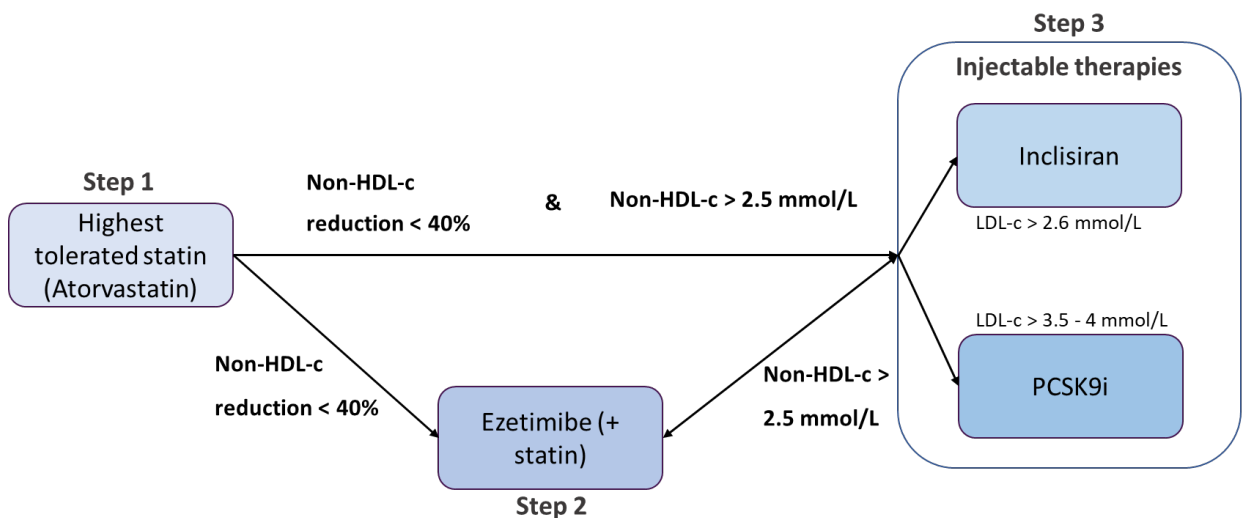 Step 1
Highest
tolerated statin
(Atorvastatin)
Non-HDL-c
reduction < 40%
&
Non-HDL-c > 2.5 mmol/L
Non-HDL-c
reduction < 40%
Ezetimibe (+
statin)
Step 2
Non-HDL-c >
2.5 mmol/L
Step 3
Injectable therapies
Inclisiran
LDL-c > 2.6 mmol/L
LDL-c > 3.5 - 4 mmol/L
PCSK9i